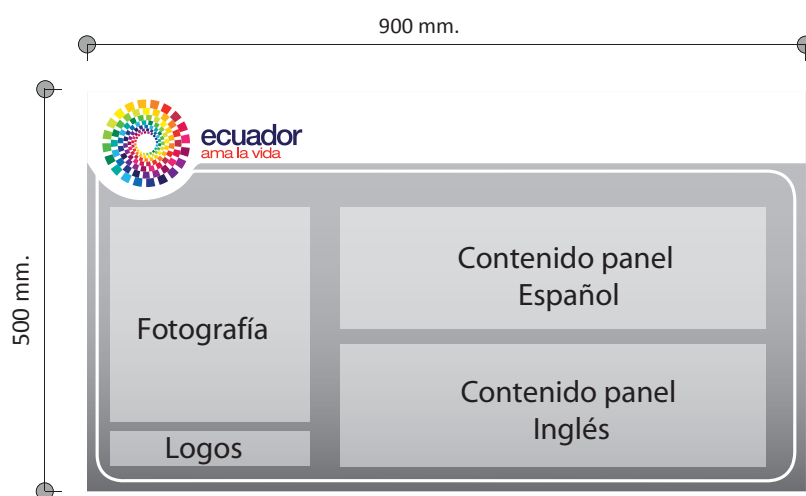 900 mm.
ecuador
ama la vida
500 mm.
Contenido panel
Español
Fotografía
Contenido panel
Inglés
Logos